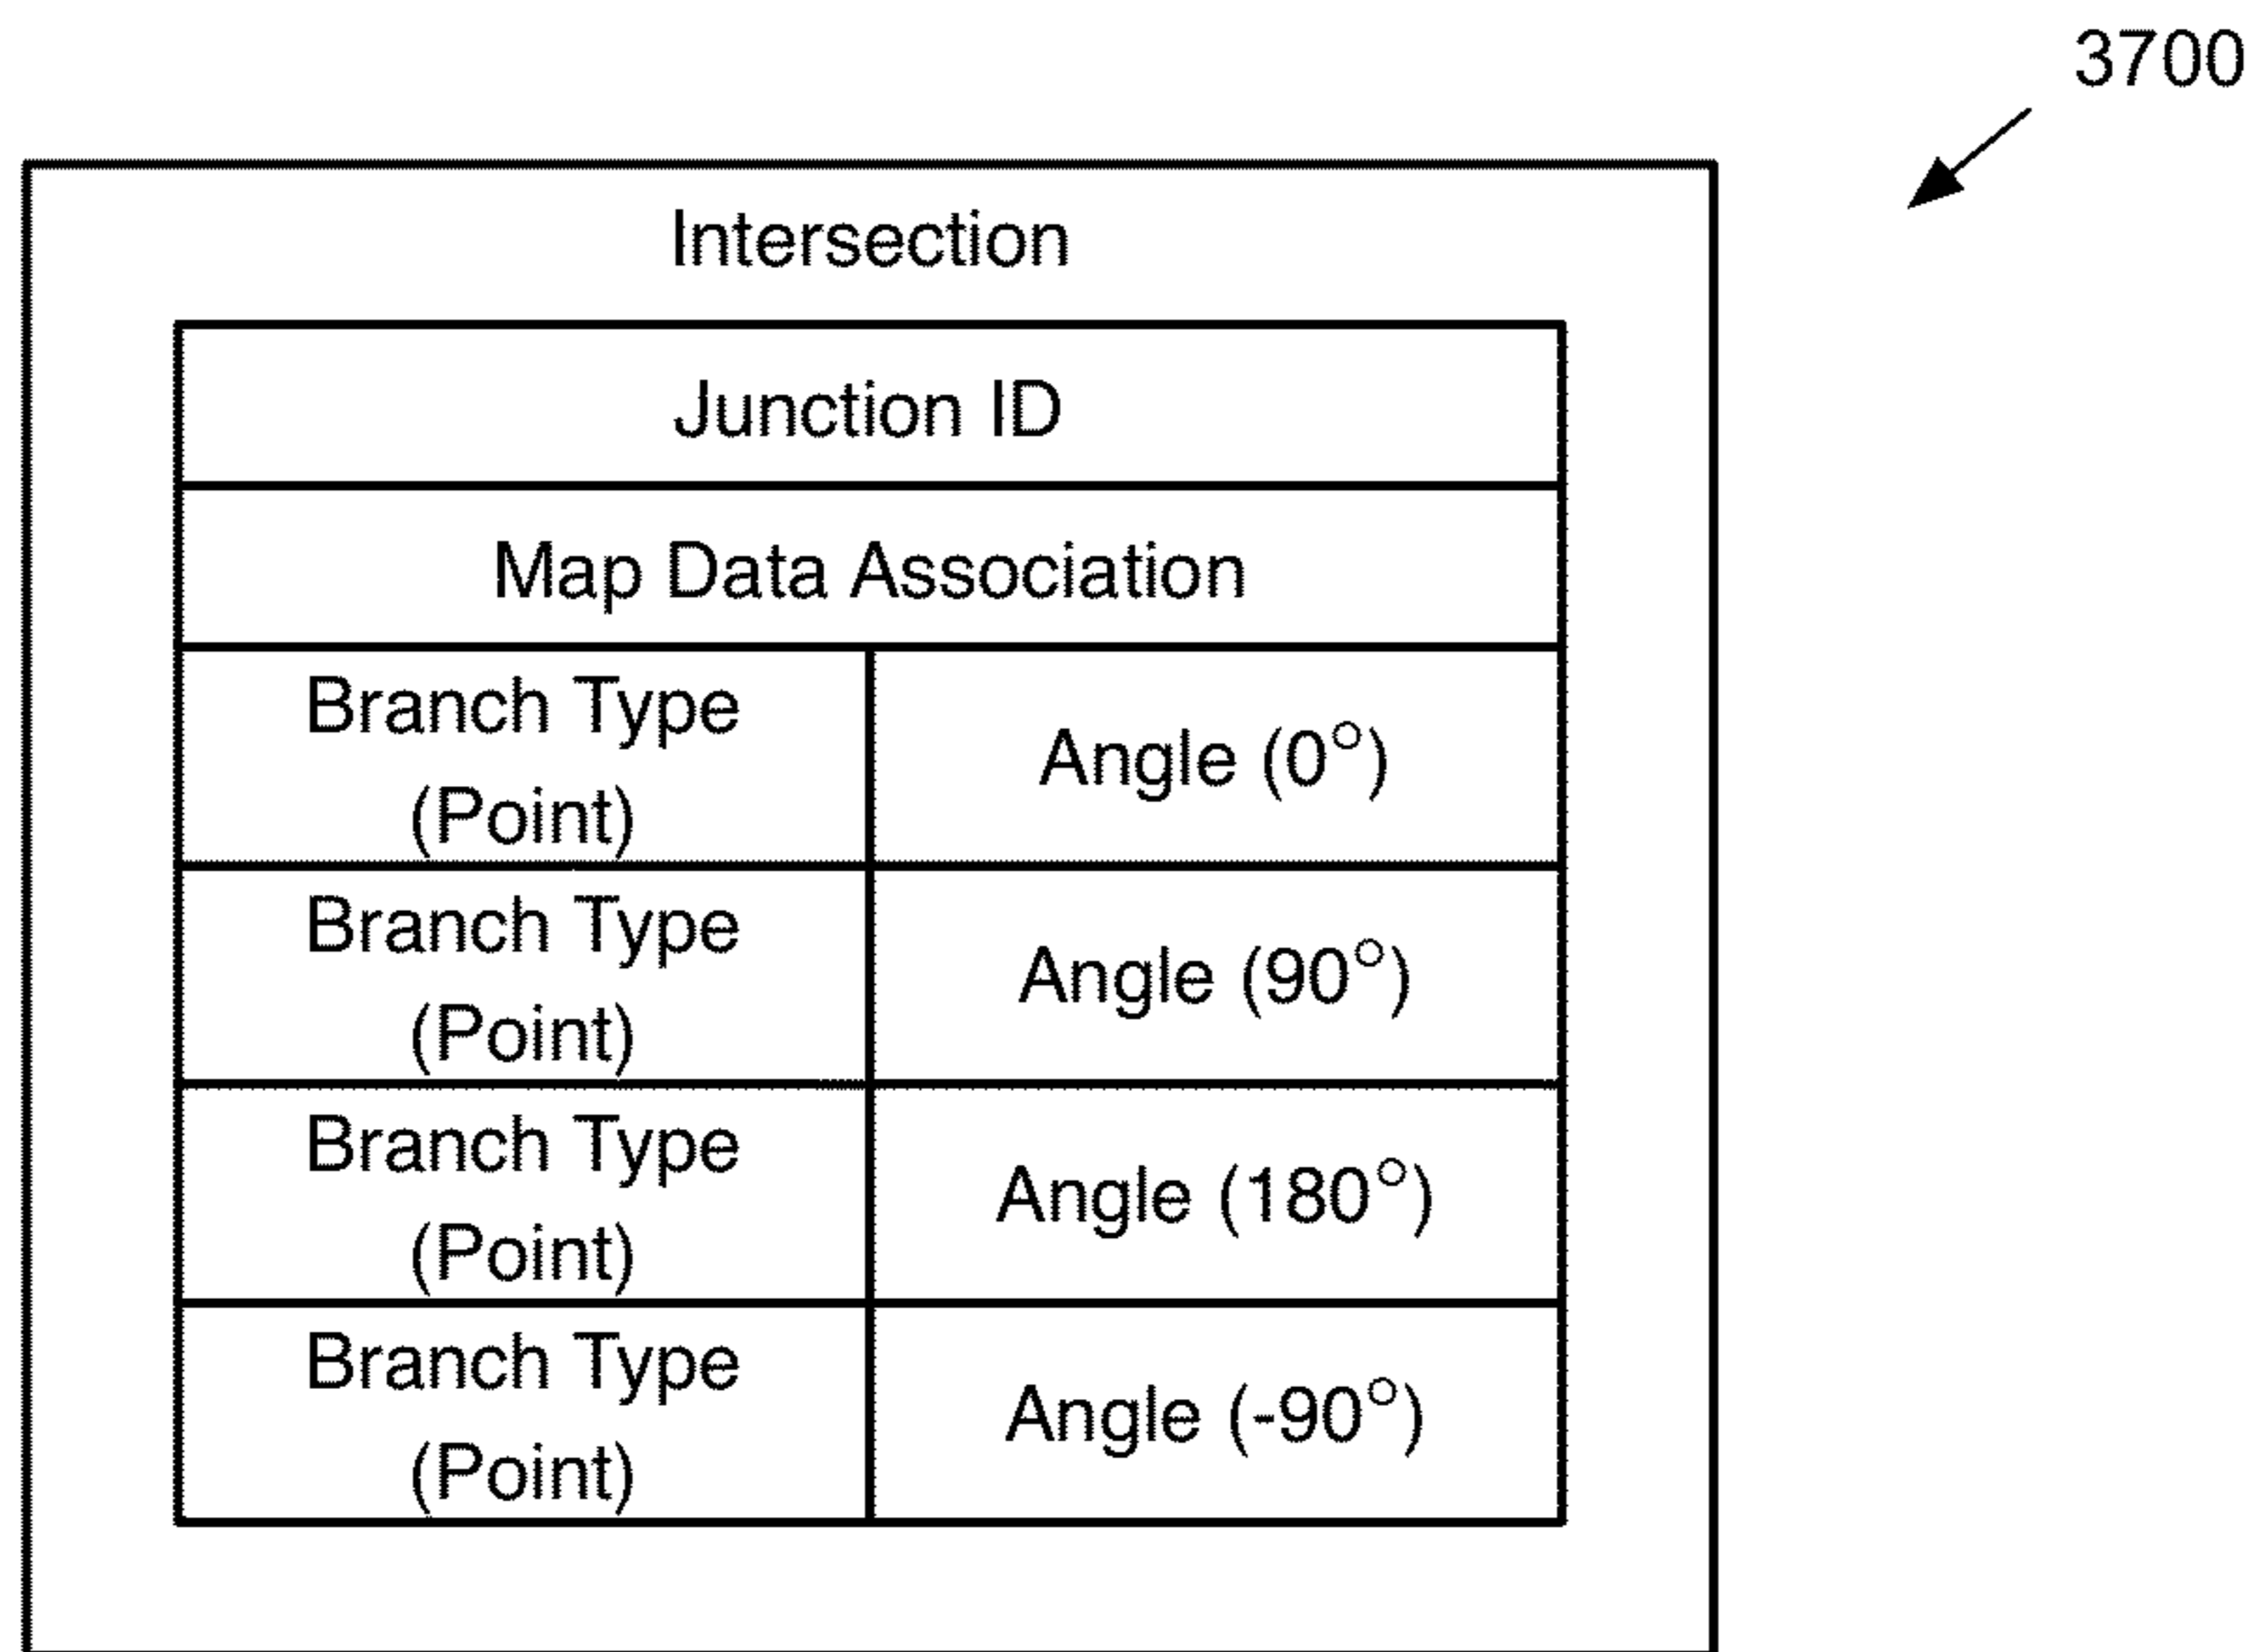 3700
Intersection
Junction ID
Map Data Association
Branch Type
(Point)
Angle (0°)
Branch Type
(Point)
Angle (90°)
Branch Type
(Point)
Angle (180°)
Branch Type
(Point)
Angle (-90°)